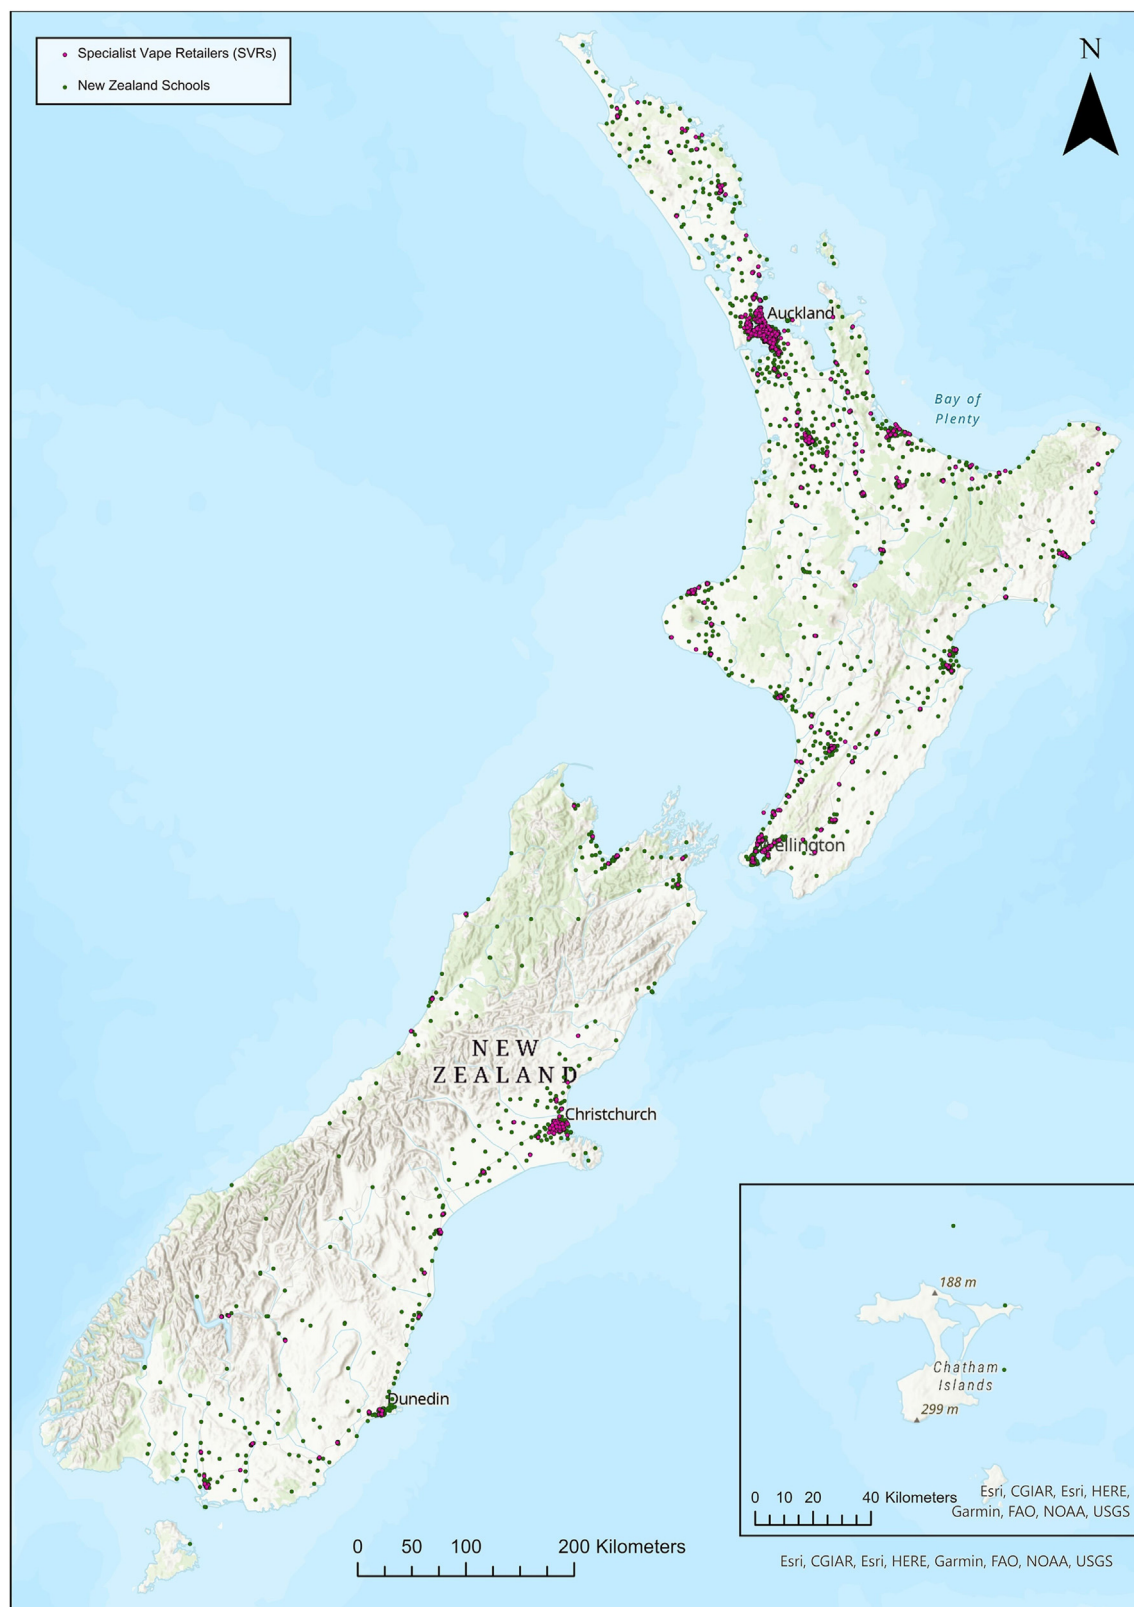 Specialist Vape Retailers (SVRs)
New Zealand Schools
N
Auckland
Bay of
Plenty
Wellington
NEW
ZEALAND
Christchurch
188 m
Chatham
Islands
299 m
Dunedin
0 10 20 40 Kilometers
Esri, CGIAR, Esri, HERE,
Garmin, FAO, NOAA, USGS
0 50 100 200 Kilometers
Esri, CGIAR, Esri, HERE, Garmin, FAO, NOAA, USGS